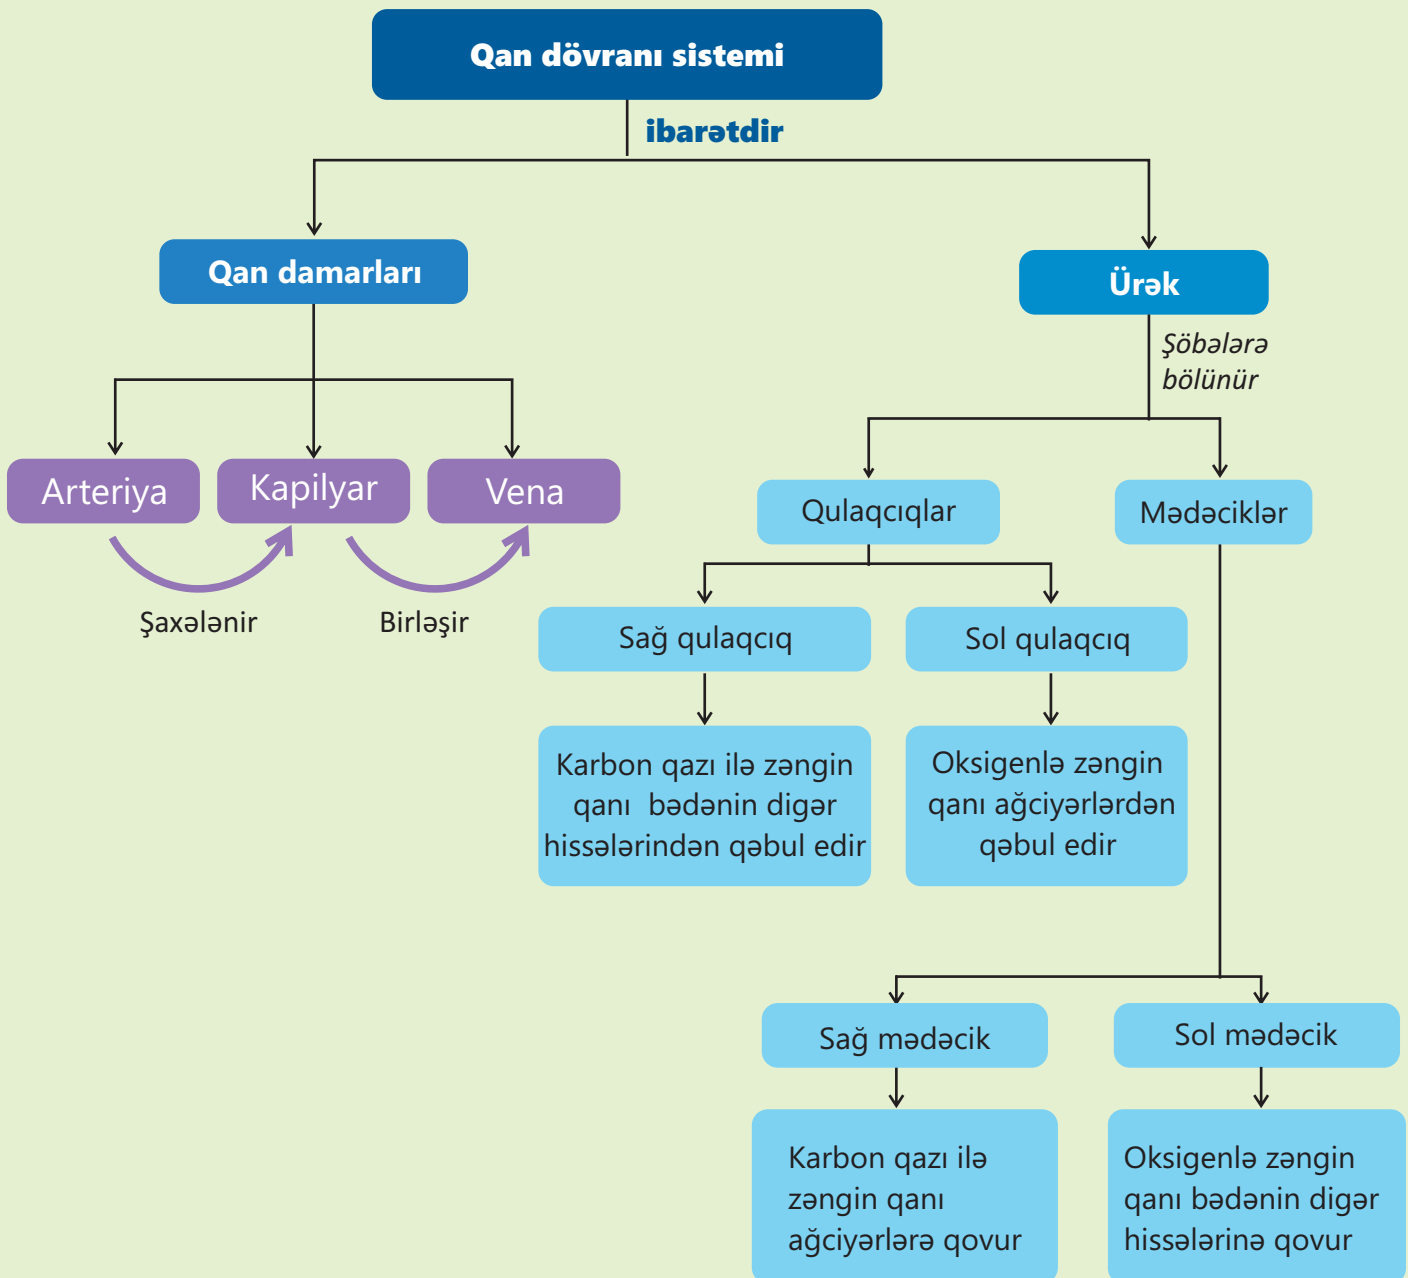 Qan dövranı sistemi
ibarətdir
Qan damarları
Ürək
Şöbələrə
bölünür
Arteriya
Kapilyar
Vena
Şaxələnir
Birləşir
Qulaqcıqlar
Mədəciklər
Sağ qulaqcıq
Sol qulaqcıq
Karbon qazı ilə zəngin
qanı bədənin digər
hissələrindən qəbul edir
Oksigenlə zəngin
qanı ağciyərlərdən
qəbul edir
Sağ mədəcik
Sol mədəcik
Karbon qazı ilə
zəngin qanı
ağciyərlərə qovur
Oksigenlə zəngin
qanı bədənin digər
hissələrinə qovur